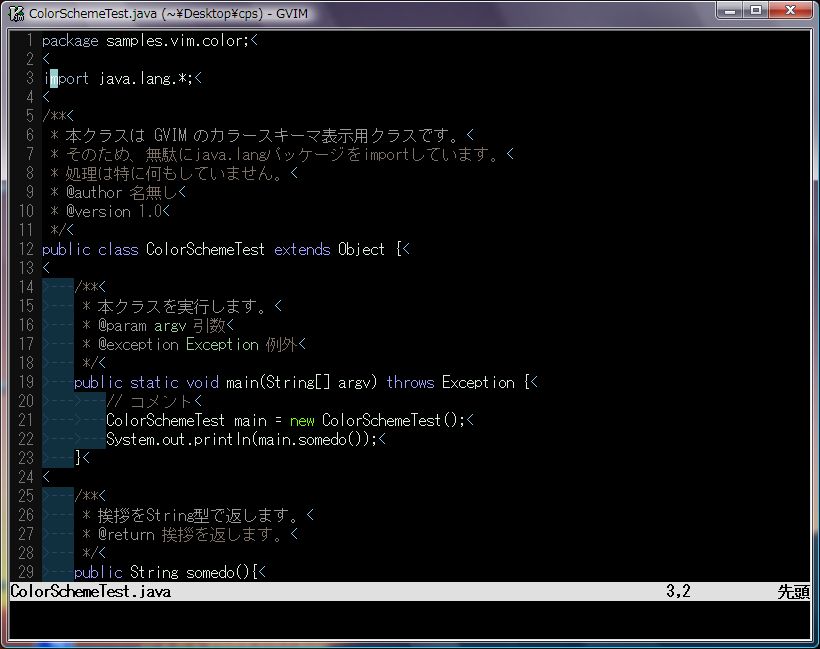 ColorSchemeTest.java (~¥Desktop¥cps) - GVIM
1 package samples.vim.color;<
2 <
3 import java.lang.*;<
4 <
5 /**<
6  * 本クラスは GVIM のカラースキーマ表示用クラスです。<
7  * そのため、無駄にjava.langパッケージをimportしています。<
8  * 処理は特に何もしていません。<
9  * @author 名無し<
10  * @version 1.0<
11  */<
12 public class ColorSchemeTest extends Object {<
13 <
14 >---/**<
15 >--- * 本クラスを実行します。<
16 >--- * @param argv 引数<
17 >--- * @exception Exception 例外<
18 >--- */<
19 >---public static void main(String[] argv) throws Exception {<
20 >--->---// コメント<
21 >--->---ColorSchemeTest main = new ColorSchemeTest();<
22 >--->---System.out.println(main.somedo());<
23 >---}<
24 <
25 >---/**<
26 >--- * 挨拶をString型で返します。<
27 >--- * @return 挨拶を返します。<
28 >--- */<
29 >---public String somedo(){<
ColorSchemeTest.java 3,2 先頭